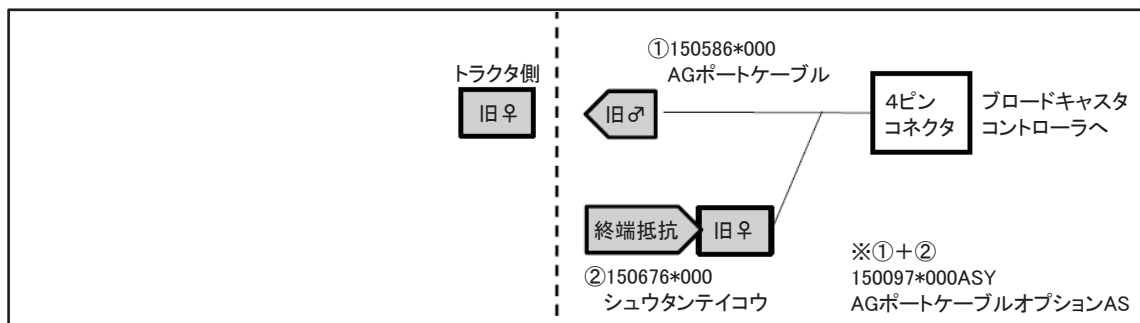 トラクタ側
旧♀
①150586*000
AGポートケーブル
旧♂
4ピン
コネクタ
ブロードキャスタ
コントローラへ
終端抵抗
旧♀
②150676*000
シュウタンテイコウ
※①+②
150097*000ASY
AGポートケーブルオプションAS